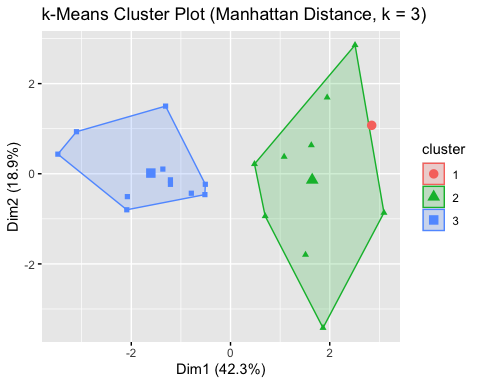 k-Means Cluster Plot (Manhattan Distance, k = 3)
2
0
-2
Dim2 (18.9%)
-2 0 2
Dim1 (42.3%)
cluster
1
2
3